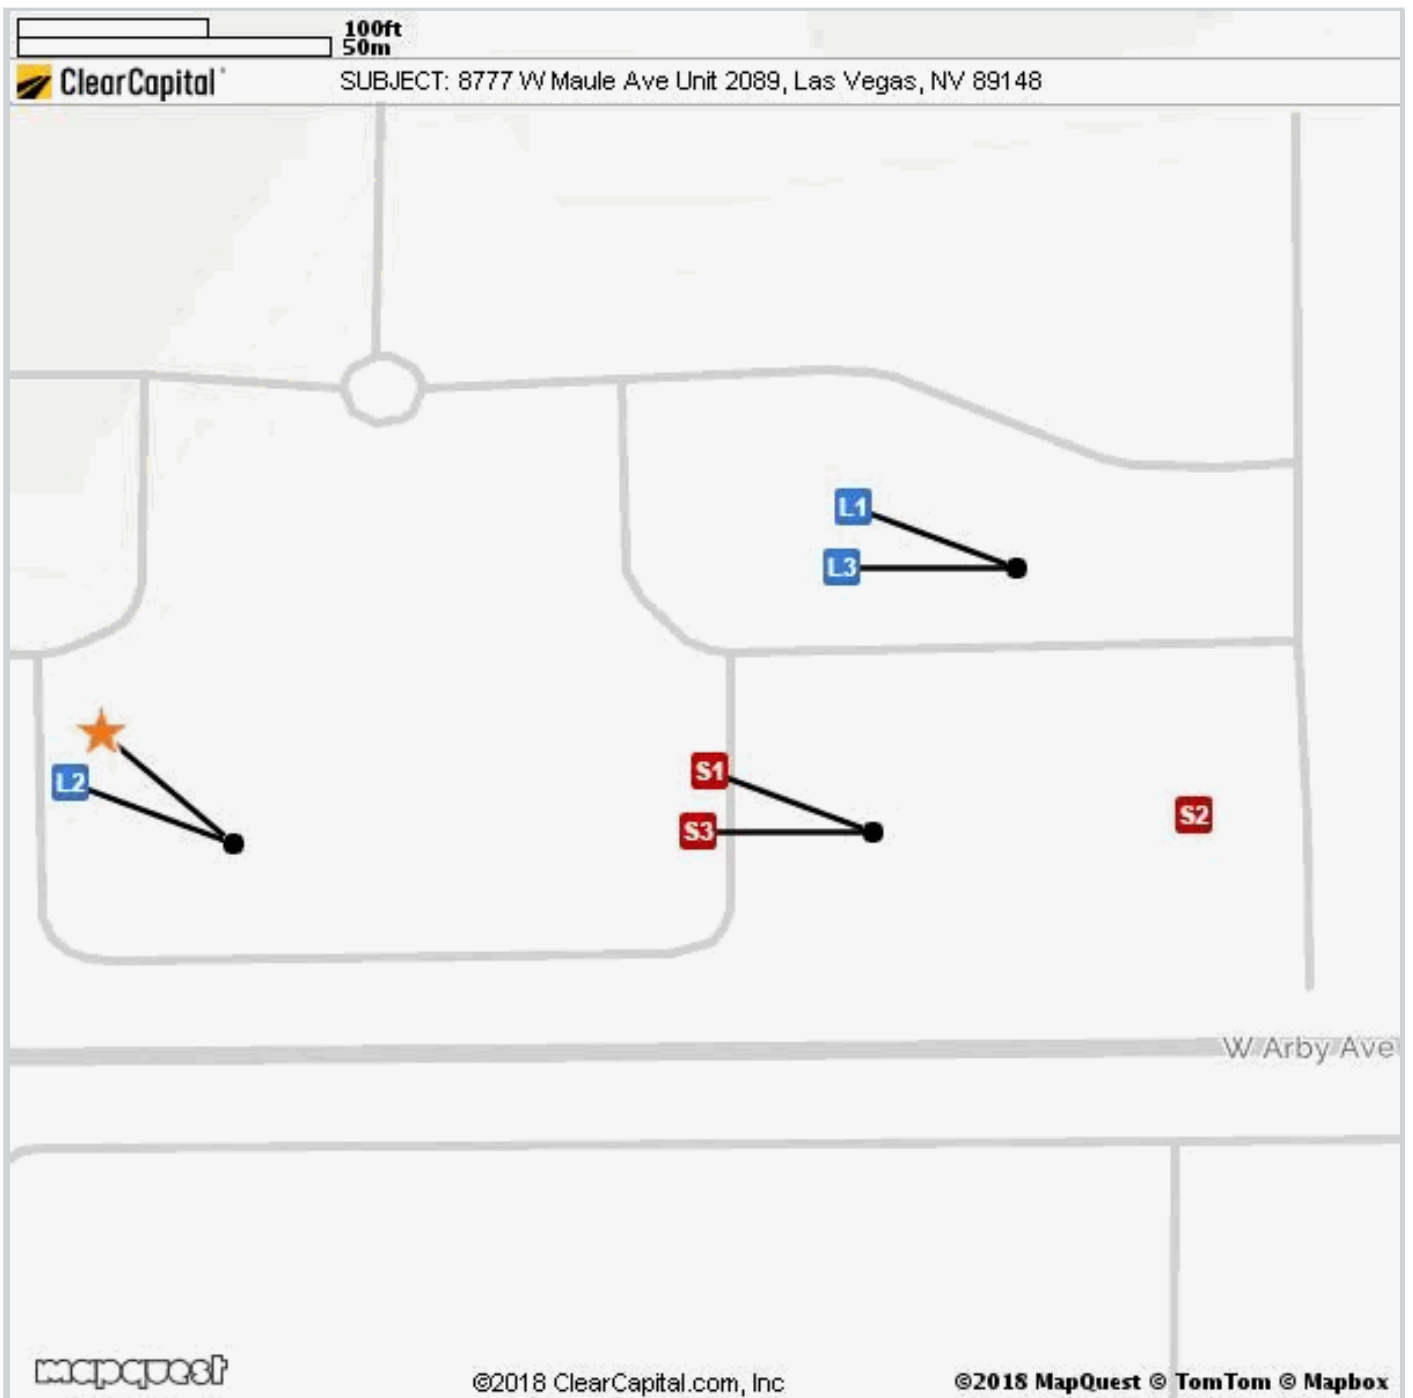 100ft
50m
ClearCapital
SUBJECT: 8777 W Maule Ave Unit 2089, Las Vegas, NV 89148
L1
L3
L2
S1
S3
S2
W Arby Ave
mapquest
©2018 ClearCapital.com, Inc
©2018 MapQuest © TomTom © Mapbox